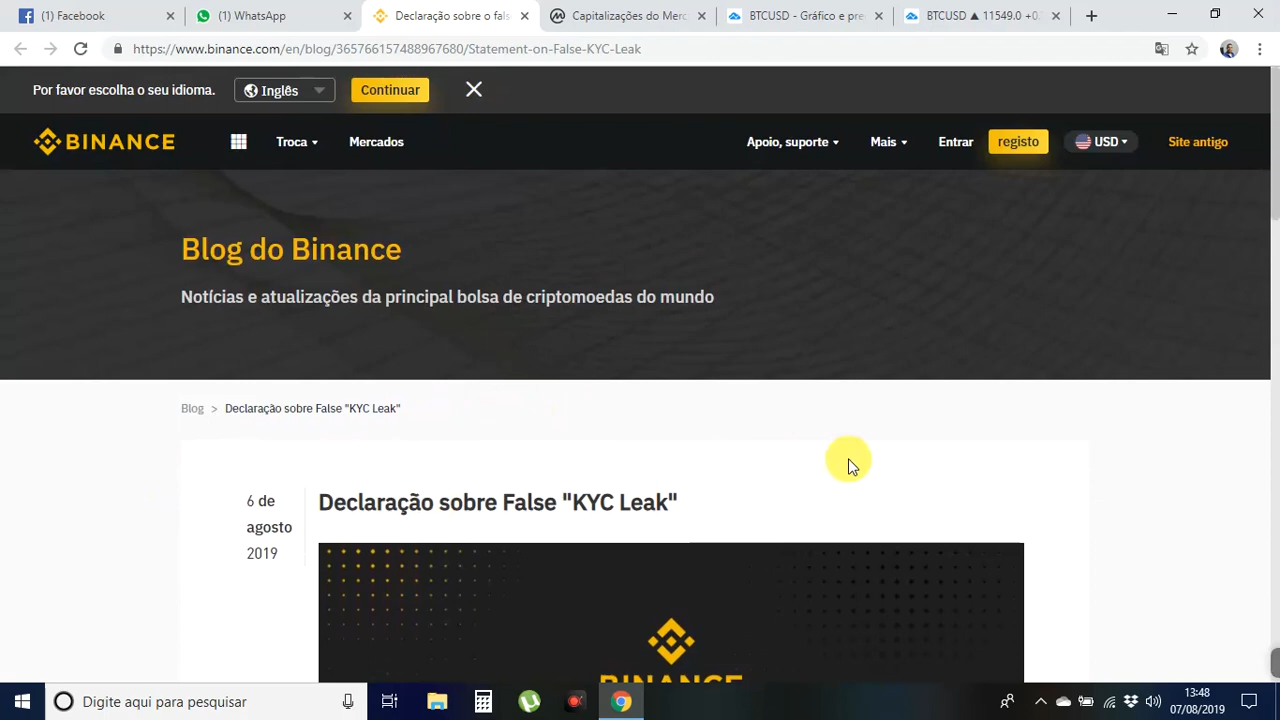 (1) Facebook
(1) WhatsApp
Declaração sobre o fals
Capitalizações do Merc
BTCUSD - Gráfico e pre
BTCUSD ▲ 11549.0 +0.
https://www.binance.com/en/blog/365766157488967680/Statement-on-False-KYC-Leak
Por favor escolha o seu idioma.
Inglês
Continuar
BINANCE
Troca
Mercados
Apoio, suporte
Mais
Entrar
registo
USD
Site antigo
Blog do Binance
Notícias e atualizações da principal bolsa de criptomoedas do mundo
Blog > Declaração sobre False "KYC Leak"
6 de
agosto
2019
Declaração sobre False "KYC Leak"
BINANCE
Digite aqui para pesquisar
13:48
07/08/2019